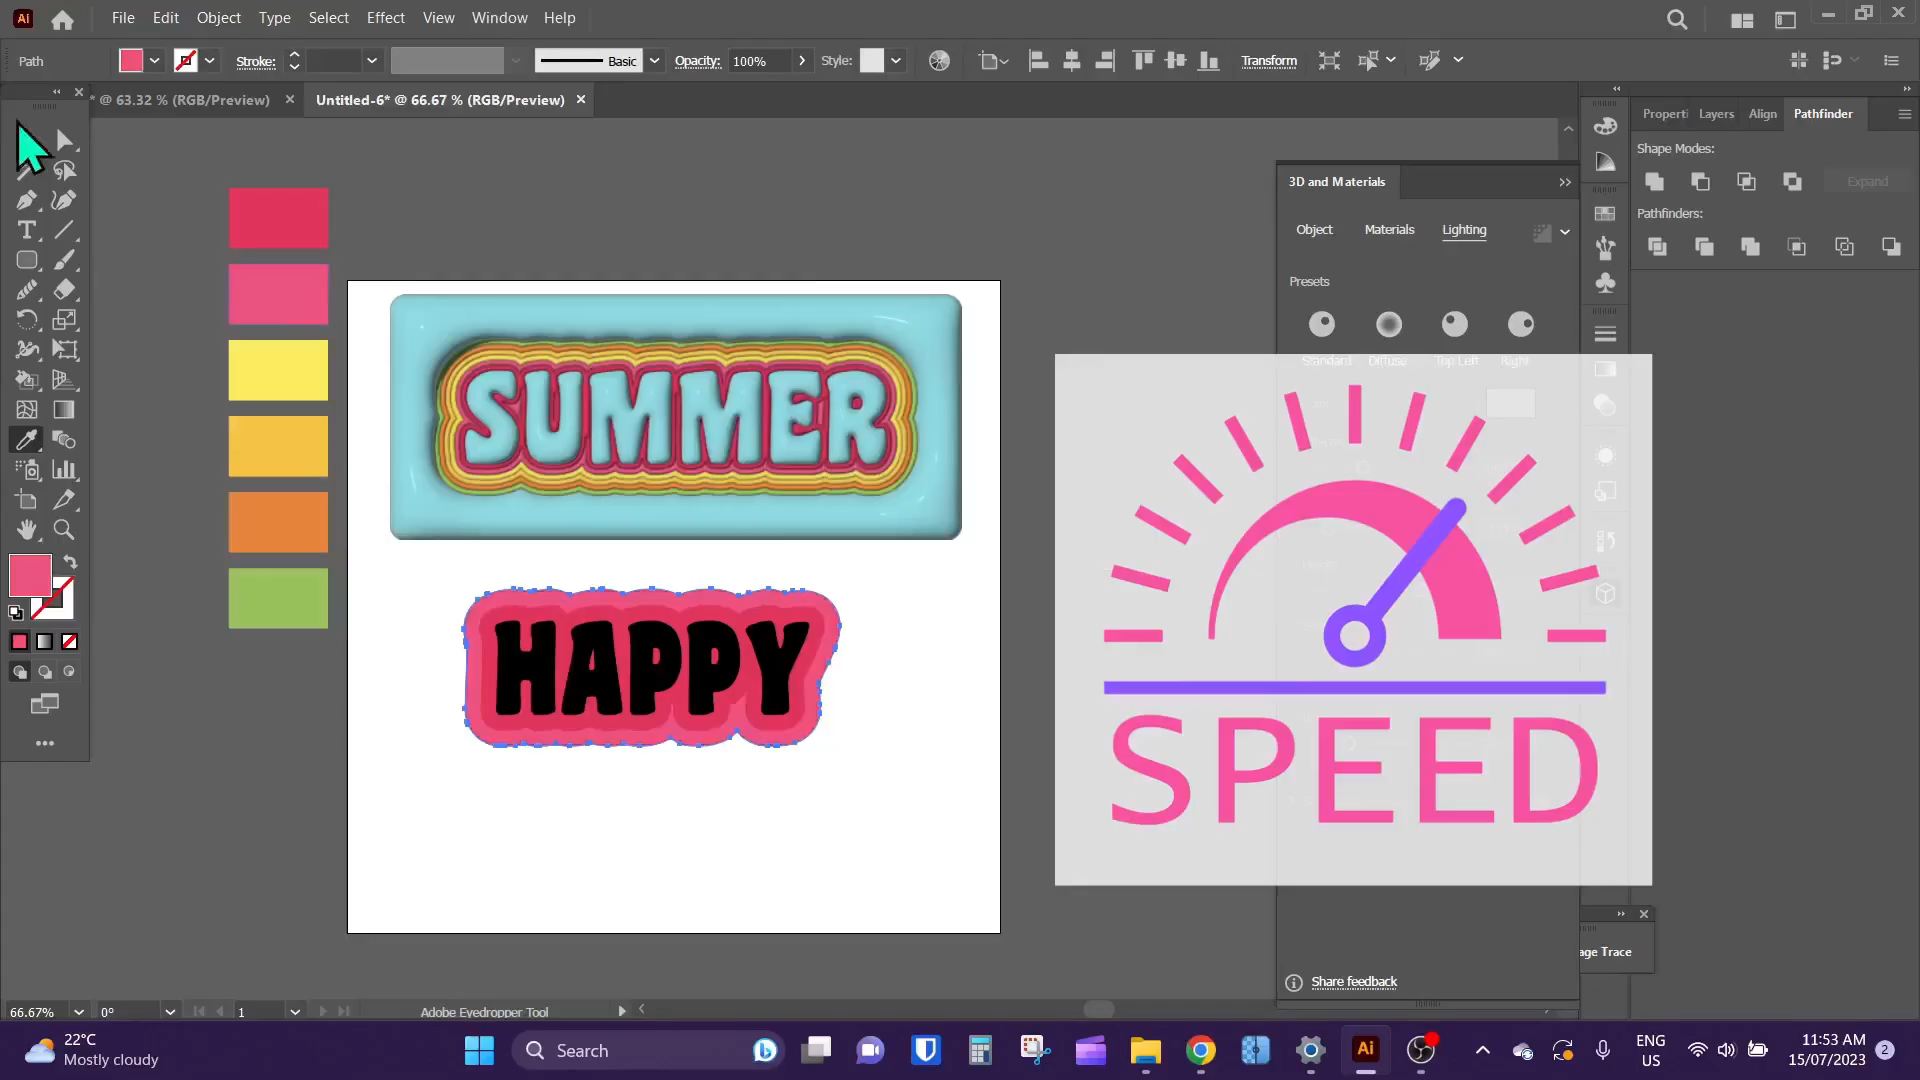 Ai File Edit Object Type Select Effect View Window Help
Path Stroke: Basic Opacity: 100% Style: Transform
* @ 63.32 % (RGB/Preview) Untitled-6* @ 66.67 % (RGB/Preview)
Properti Layers Align Pathfinder
Shape Modes:
Expand
Pathfinders:
3D and Materials
Object Materials Lighting
Presets
Standard Diffuse Top Left Right
SUMMER
HAPPY
SPEED
age Trace
Share feedback
66.67% 0° 1 Adobe Eyedropper Tool
22°C
Mostly cloudy
Search
Ai
ENG
US
11:53 AM
15/07/2023
2